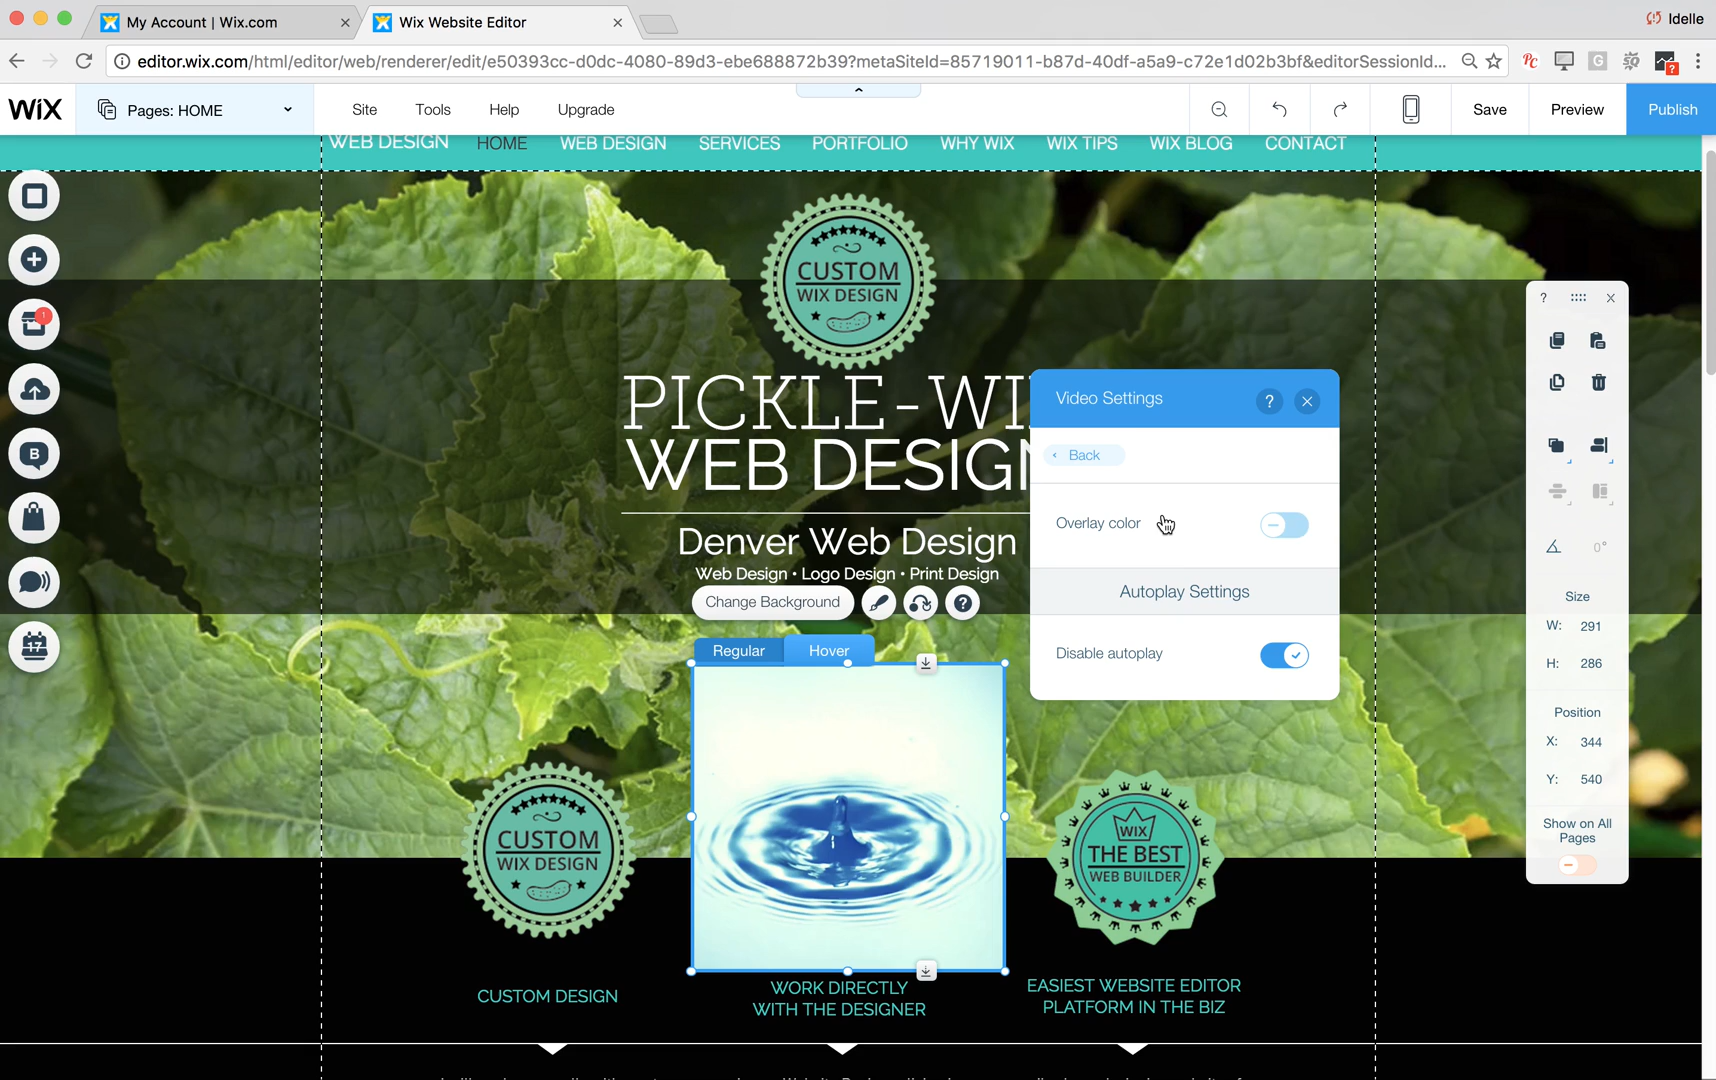 My Account | Wix.com
Wix Website Editor
Idelle
editor.wix.com/html/editor/web/renderer/edit/e50393cc-d0dc-4080-89d3-ebe688872b39?metaSiteId=85719011-b87d-40df-a5a9-c72e1d02b3bf&editorSessionId...
WiX
Pages: HOME
Site
Tools
Help
Upgrade
Save
Preview
Publish
WEB DESIGN
HOME
WEB DESIGN
SERVICES
PORTFOLIO
WHY WIX
WIX TIPS
WIX BLOG
CONTACT
1
B
17
CUSTOM
WIX DESIGN
PICKLE-WI
WEB DESIGN
Denver Web Design
Web Design • Logo Design • Print Design
Change Background
?
Regular
Hover
Video Settings
?
Back
Overlay color
Autoplay Settings
Disable autoplay
?
0°
Size
W: 291
H: 286
Position
X: 344
Y: 540
Show on All
Pages
CUSTOM
WIX DESIGN
WIX
THE BEST
WEB BUILDER
CUSTOM DESIGN
WORK DIRECTLY
WITH THE DESIGNER
EASIEST WEBSITE EDITOR
PLATFORM IN THE BIZ